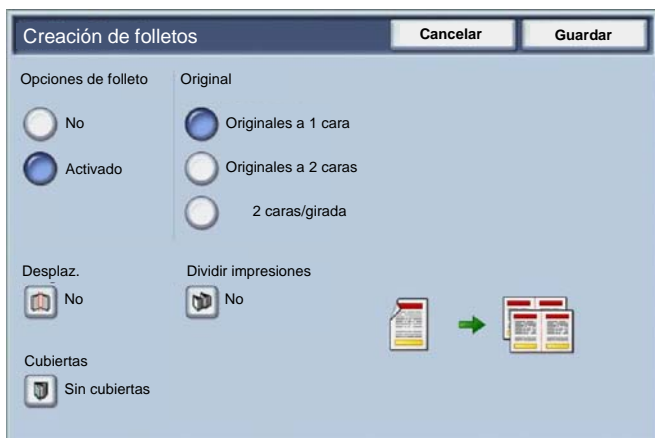 Creación de folletos
Cancelar
Guardar
Opciones de folleto
Original
No
Originales a 1 cara
Activado
Originales a 2 caras
2 caras/girada
Desplaz.
Dividir impresiones
No
No
Cubiertas
Sin cubiertas